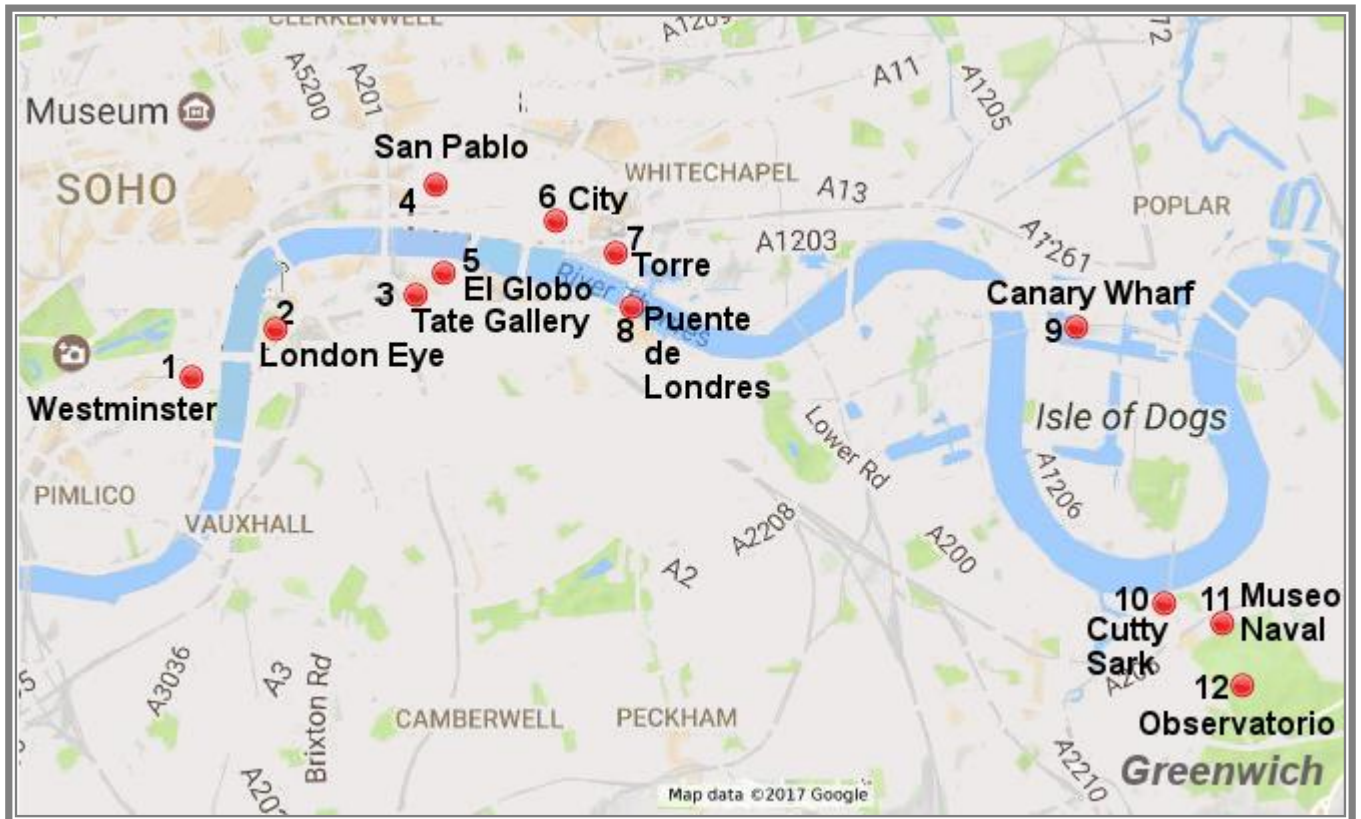 CLERKENWELL
A1209
A5200
A201
A11
A1205
Museum
San Pablo
4
SOHO
WHITECHAPEL
A13
6 City
POPLAR
7
Torre
A1203
A1261
5
El Globo
River Thames
3
Tate Gallery
Canary Wharf
9
2
London Eye
8
Puente
de
Londres
1
Westminster
Isle of Dogs
Lower Rd
A1206
PIMLICO
VAUXHALL
A2208
A200
A2
10
Cutty
Sark
11 Museo
Naval
A3036
A3
Brixton Rd
12
Observatorio
CAMBERWELL
PECKHAM
A2210
Greenwich
Map data ©2017 Google